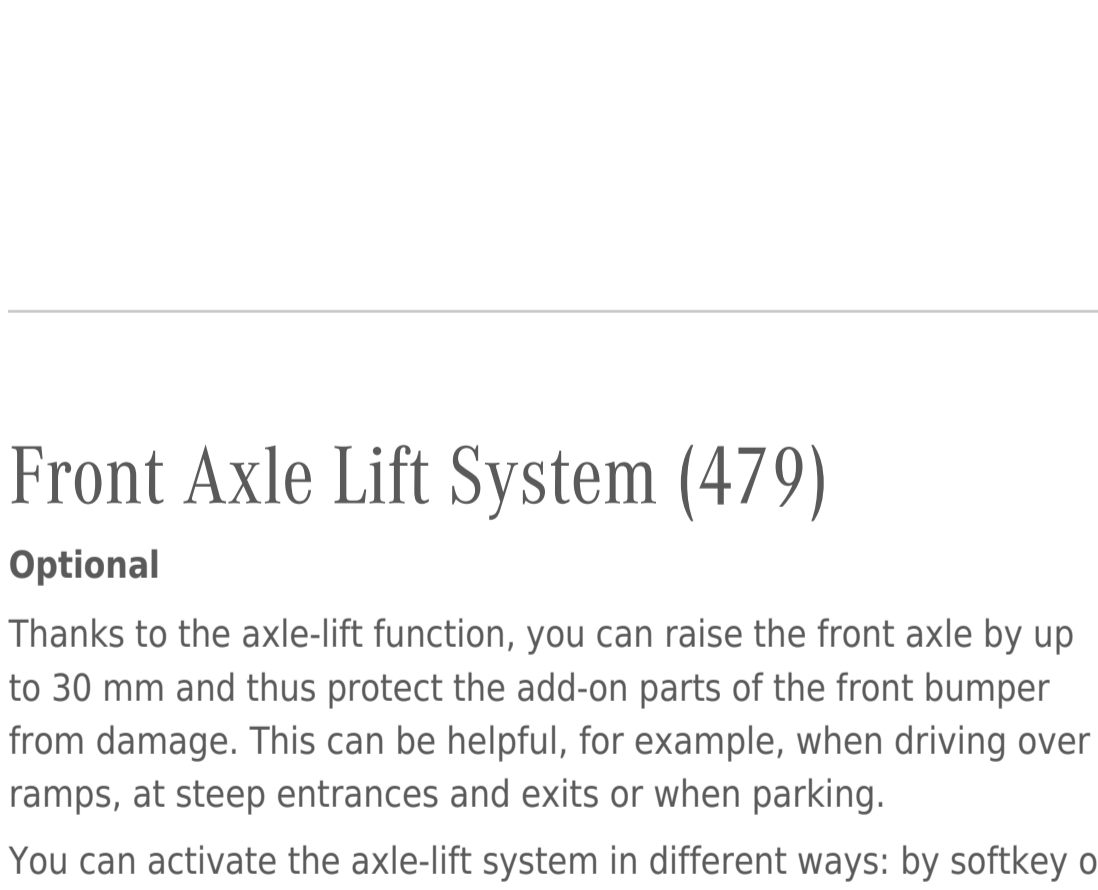 Front Axle Lift System (479)
Optional
Thanks to the axle-lift function, you can raise the front axle by up
to 30 mm and thus protect the add-on parts of the front bumper
from damage. This can be helpful, for example, when driving over
ramps, at steep entrances and exits or when parking.
You can activate the axle-lift system in different ways: by softkey o